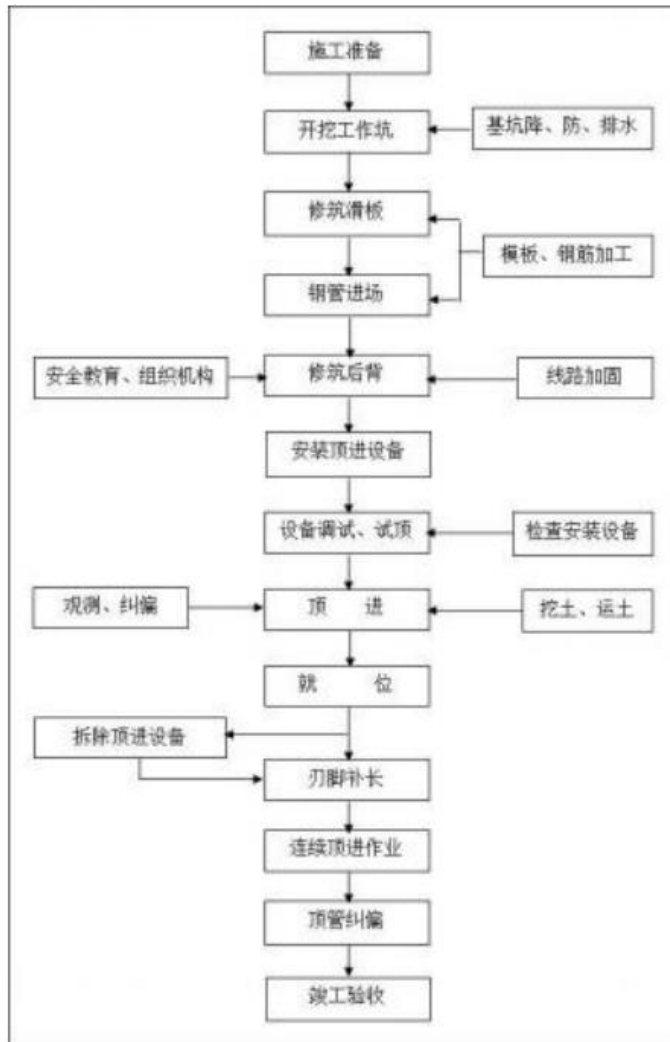 施工准备
开挖工作坑
基坑降、防、排水
修筑滑板
模板、钢筋加工
钢管进场
安全教育、组织机构
修筑后背
线路加固
安装顶进设备
设备调试、试顶
检查安装设备
观测、纠偏
顶 进
挖土、运土
就 位
拆除顶进设备
刃脚补长
连续顶进作业
顶管纠偏
竣工验收